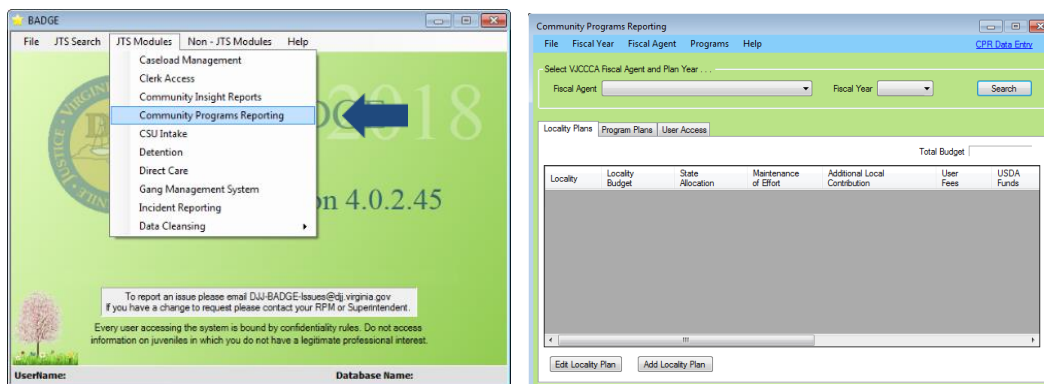 BADGE
File JTS Search JTS Modules Non - JTS Modules Help
Caseload Management
Clerk Access
Community Insight Reports
Community Programs Reporting
CSU Intake
Detention
Direct Care
Gang Management System
Incident Reporting
Data Cleansing
VIRGINIA
JUSTICE
2018
on 4.0.2.45
To report an issue please email DJJ-BADGE-Issues@djj.virginia.gov
If you have a change to request please contact your RPM or Superintendent.
Every user accessing the system is bound by confidentiality rules. Do not access
information on juveniles in which you do not have a legitimate professional interest.
UserName: Database Name:
Community Programs Reporting
File Fiscal Year Fiscal Agent Programs Help CPR Data Entry
Select VJCCCA Fiscal Agent and Plan Year . . .
Fiscal Agent Fiscal Year Search
Locality Plans Program Plans User Access
Total Budget
Locality Locality Budget State Allocation Maintenance of Effort Additional Local Contribution User Fees USDA Funds
Edit Locality Plan Add Locality Plan